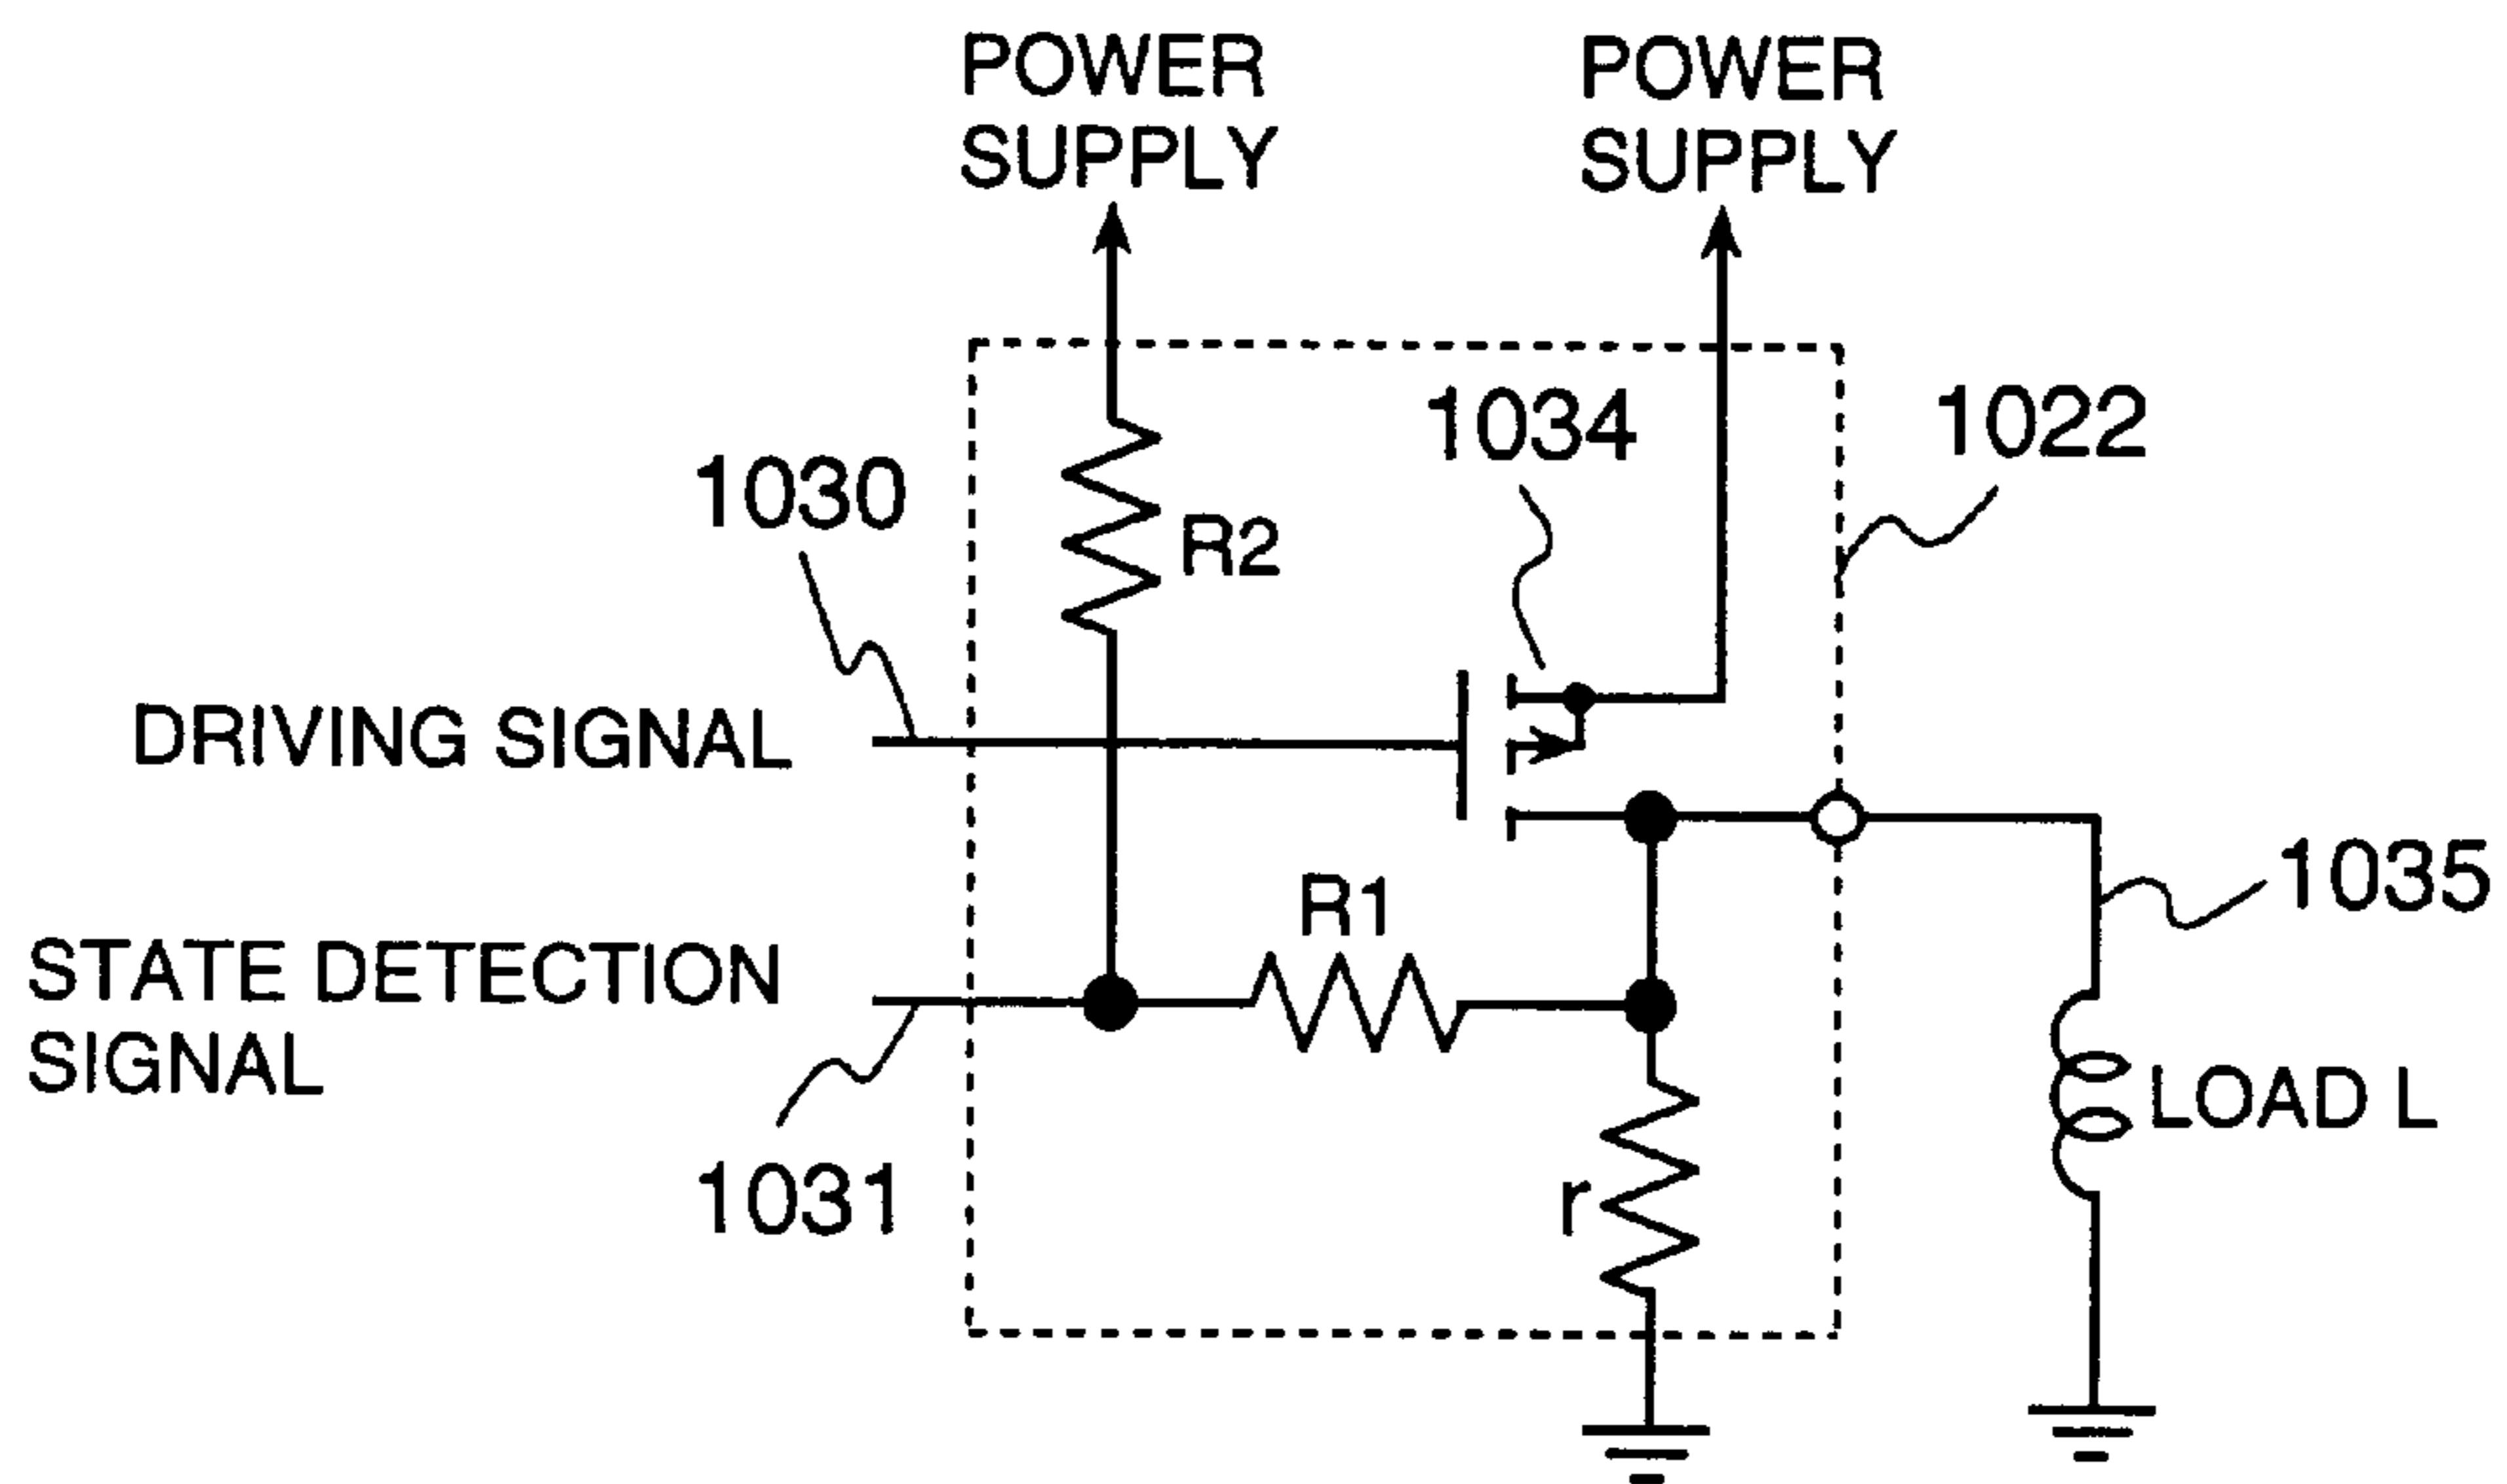 POWER
SUPPLY
POWER
SUPPLY
1034
1022
1030
R2
DRIVING SIGNAL
R1
1035
STATE DETECTION
SIGNAL
LOAD L
1031
r